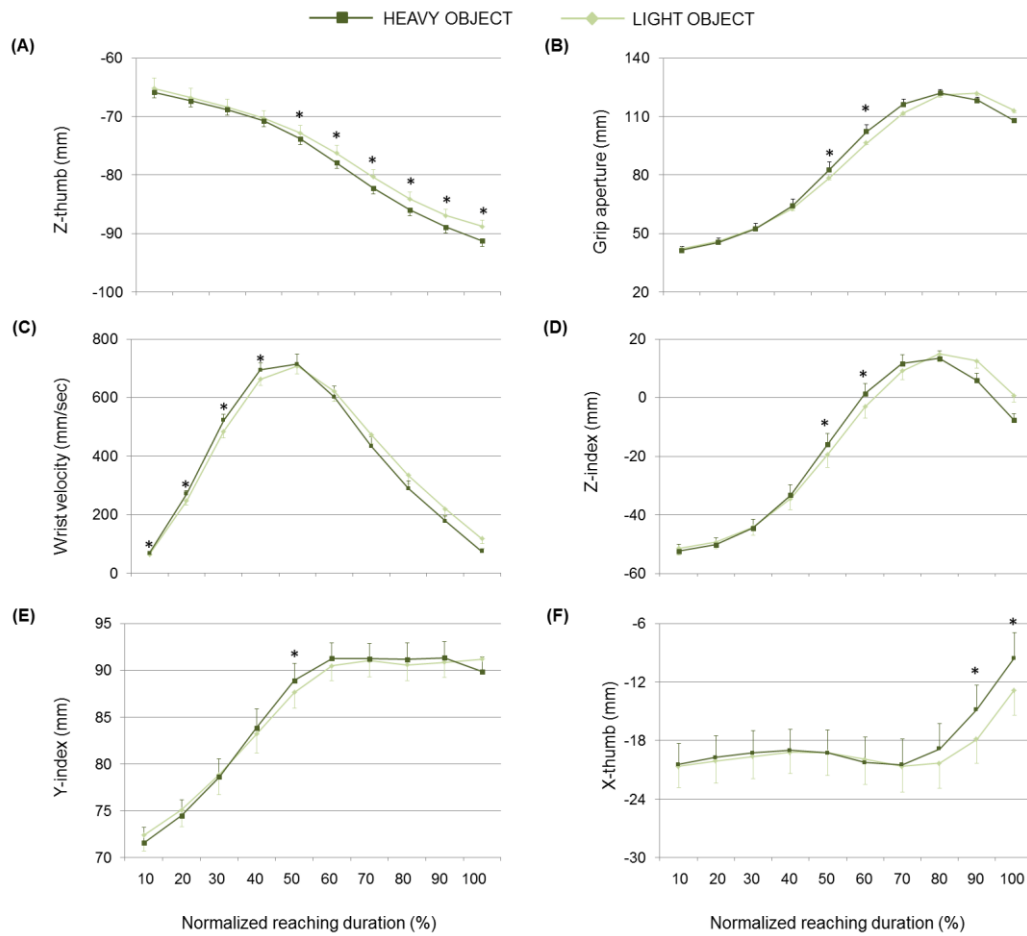 HEAVY OBJECT LIGHT OBJECT
(A)
-60
-70
-80
-90
-100
Z-thumb (mm)
* * * * * *
(B)
140
110
80
50
20
Grip aperture (mm)
* *
(C)
800
600
400
200
0
Wrist velocity (mm/sec)
* * * *
(D)
20
0
-20
-40
-60
Z-index (mm)
* *
(E)
95
90
85
80
75
70
Y-index (mm)
*
10 20 30 40 50 60 70 80 90 100
Normalized reaching duration (%)
(F)
-6
-12
-18
-24
-30
X-thumb (mm)
* *
10 20 30 40 50 60 70 80 90 100
Normalized reaching duration (%)